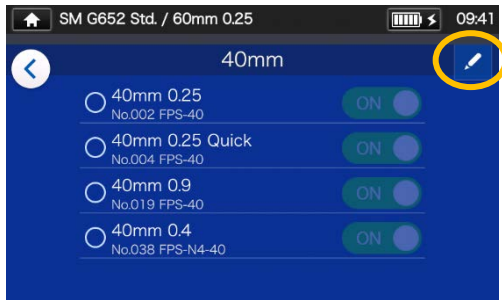 SM G652 Std. / 60mm 0.25 09:41
40mm
40mm 0.25 ON
No.002 FPS-40
40mm 0.25 Quick ON
No.004 FPS-40
40mm 0.9 ON
No.019 FPS-40
40mm 0.4 ON
No.038 FPS-N4-40